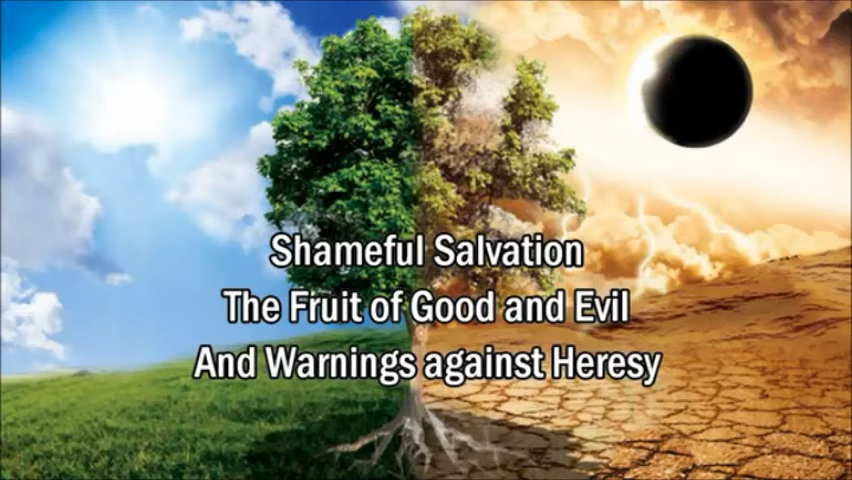 Shameful Salvation
The Fruit of Good and Evil
And Warnings against Heresy